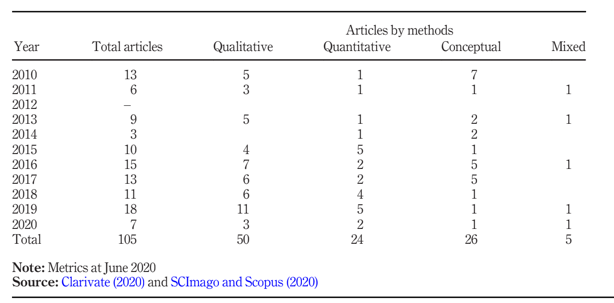 Articles by methods
Year Total articles Qualitative Quantitative Conceptual Mixed
2010 13 5 1 7
2011 6 3 1 1 1
2012 –
2013 9 5 1 2 1
2014 3 1 2
2015 10 4 5 1
2016 15 7 2 5 1
2017 13 6 2 5
2018 11 6 4 1
2019 18 11 5 1 1
2020 7 3 2 1 1
Total 105 50 24 26 5
Note: Metrics at June 2020
Source: Clarivate (2020) and SCImago and Scopus (2020)